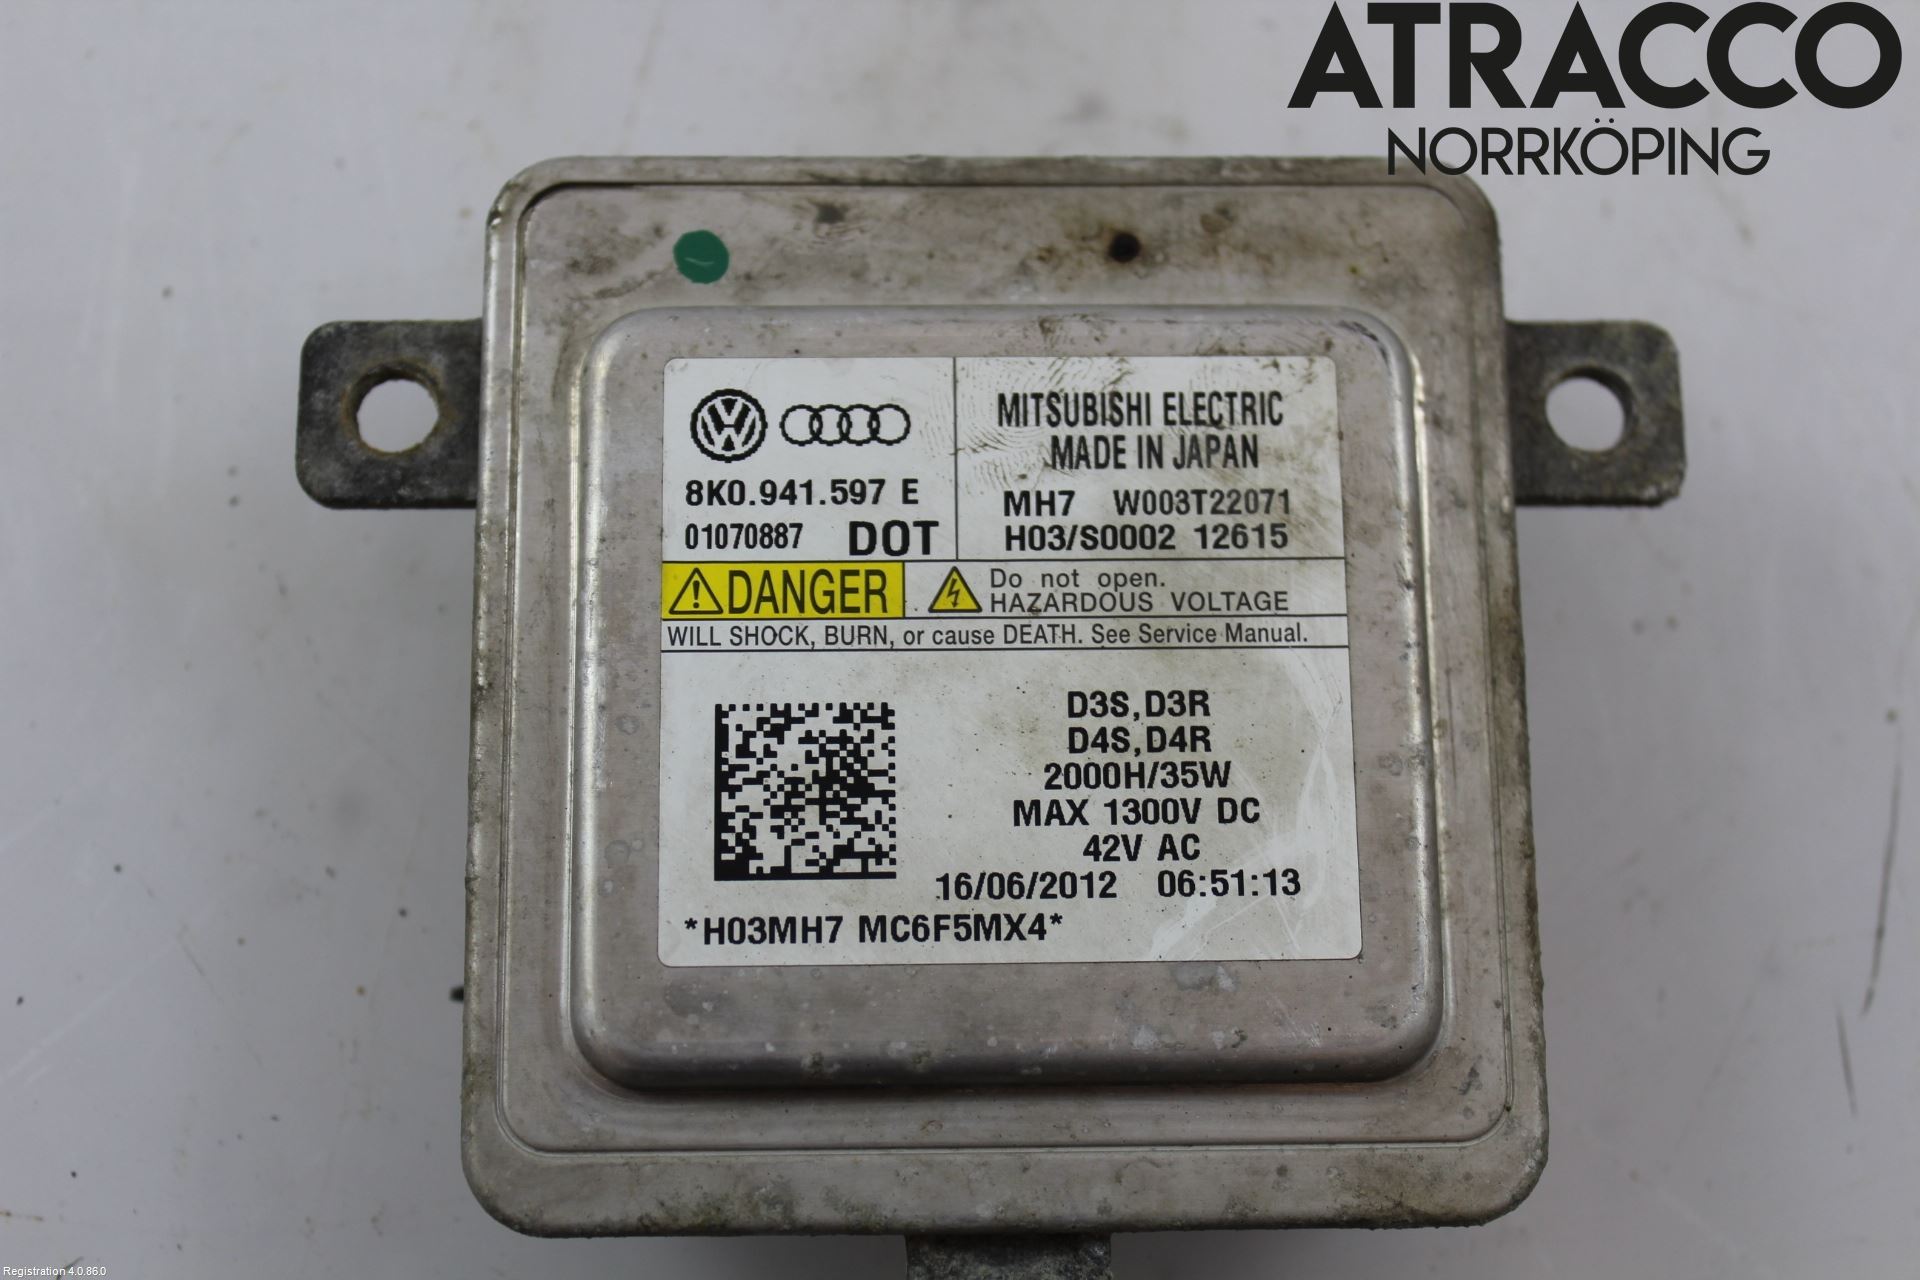 ATRACCO
NORRKÖPING
MITSUBISHI ELECTRIC
MADE IN JAPAN
8K0.941.597 E
01070887 DOT
MH7 W003T22071
H03/S0002 12615
DANGER
Do not open.
HAZARDOUS VOLTAGE
WILL SHOCK, BURN, or cause DEATH. See Service Manual.
D3S,D3R
D4S,D4R
2000H/35W
MAX 1300V DC
42V AC
16/06/2012 06:51:13
*H03MH7 MC6F5MX4*
Registration 4.0.86.0